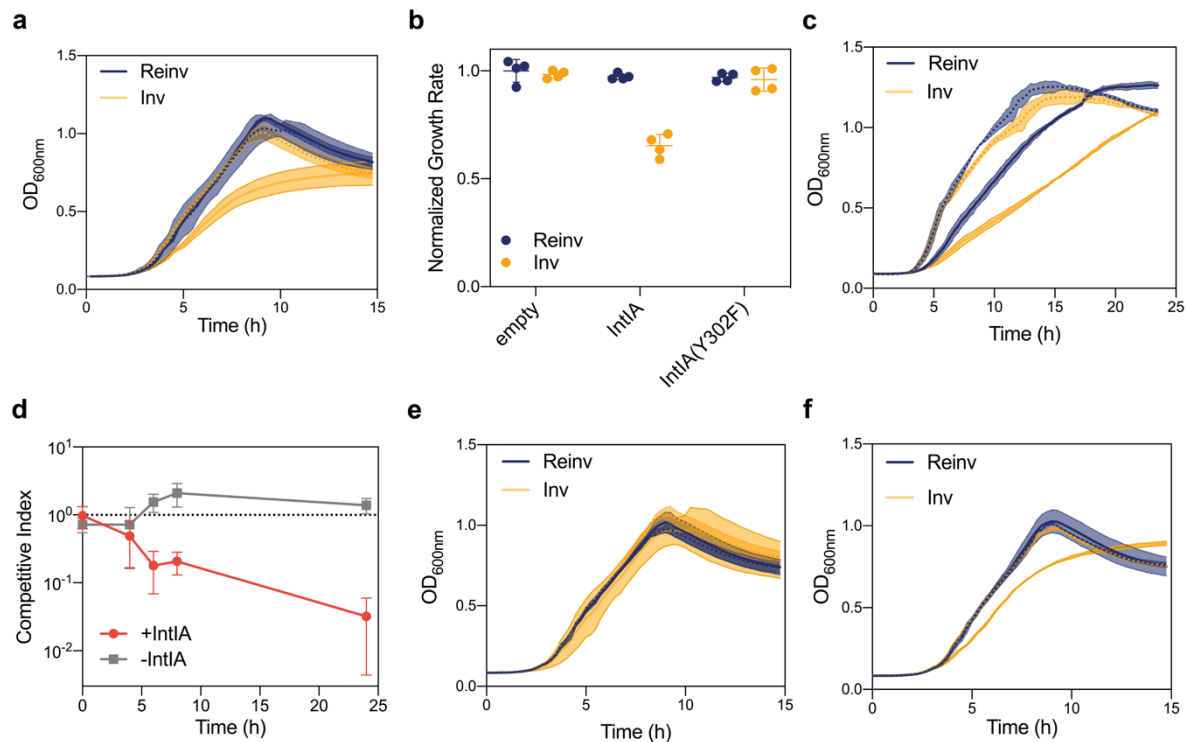 a
1.5
1.0
0.5
0.0
OD600nm
Reinv
Inv
0 5 10 15
Time (h)
b
1.0
0.5
0.0
Normalized Growth Rate
Reinv
Inv
empty
IntIA
IntIA(Y302F)
c
1.5
1.0
0.5
0.0
OD600nm
Reinv
Inv
0 5 10 15 20 25
Time (h)
d
10¹
10⁰
10⁻¹
10⁻²
Competitive Index
+IntIA
-IntIA
0 5 10 15 20 25
Time (h)
e
1.5
1.0
0.5
0.0
OD600nm
Reinv
Inv
0 5 10 15
Time (h)
f
1.5
1.0
0.5
0.0
OD600nm
Reinv
Inv
0 5 10 15
Time (h)